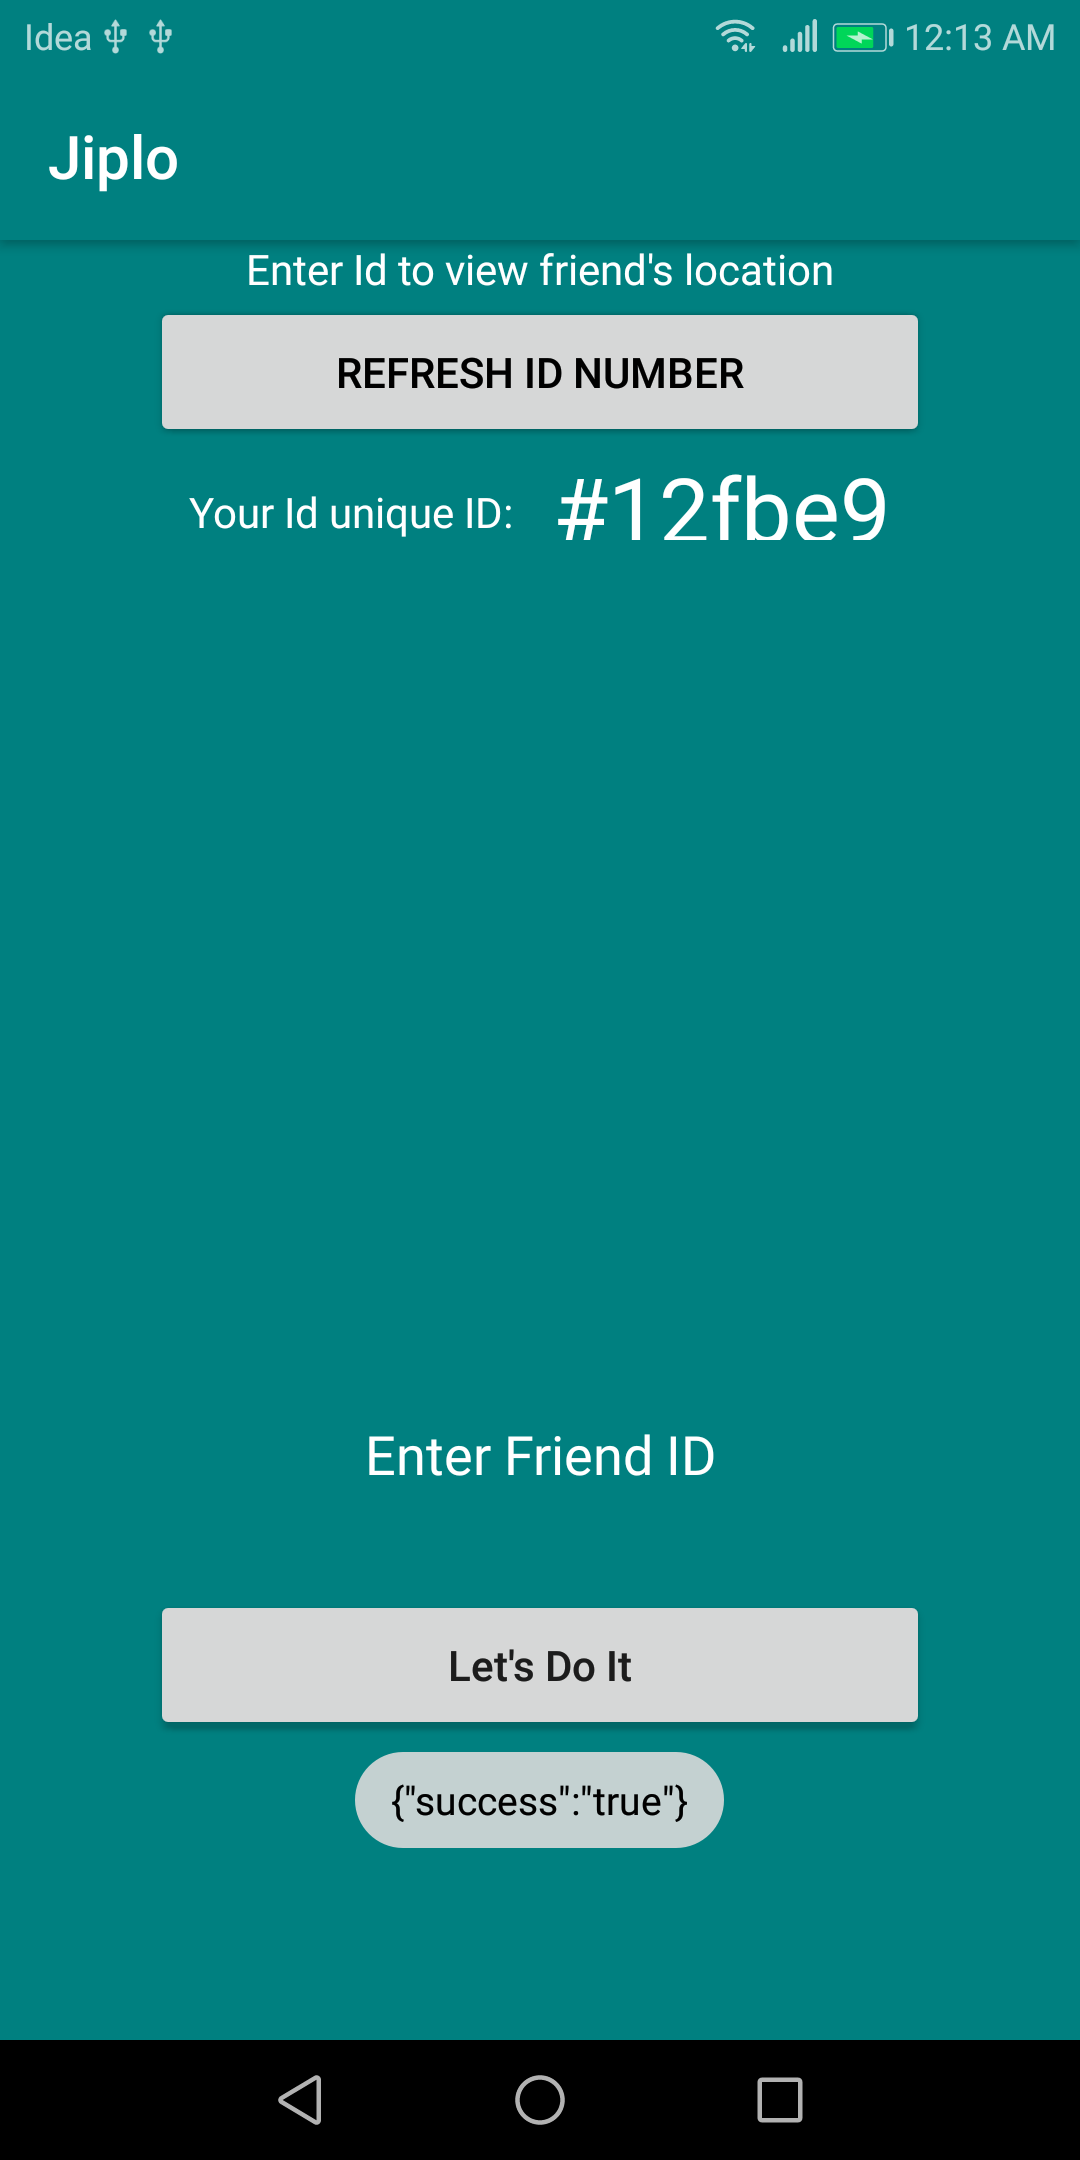 Idea 12:13 AM
Jiplo
Enter Id to view friend's location
REFRESH ID NUMBER
Your Id unique ID: #12fbe9
Enter Friend ID
Let's Do It
{"success":"true"}